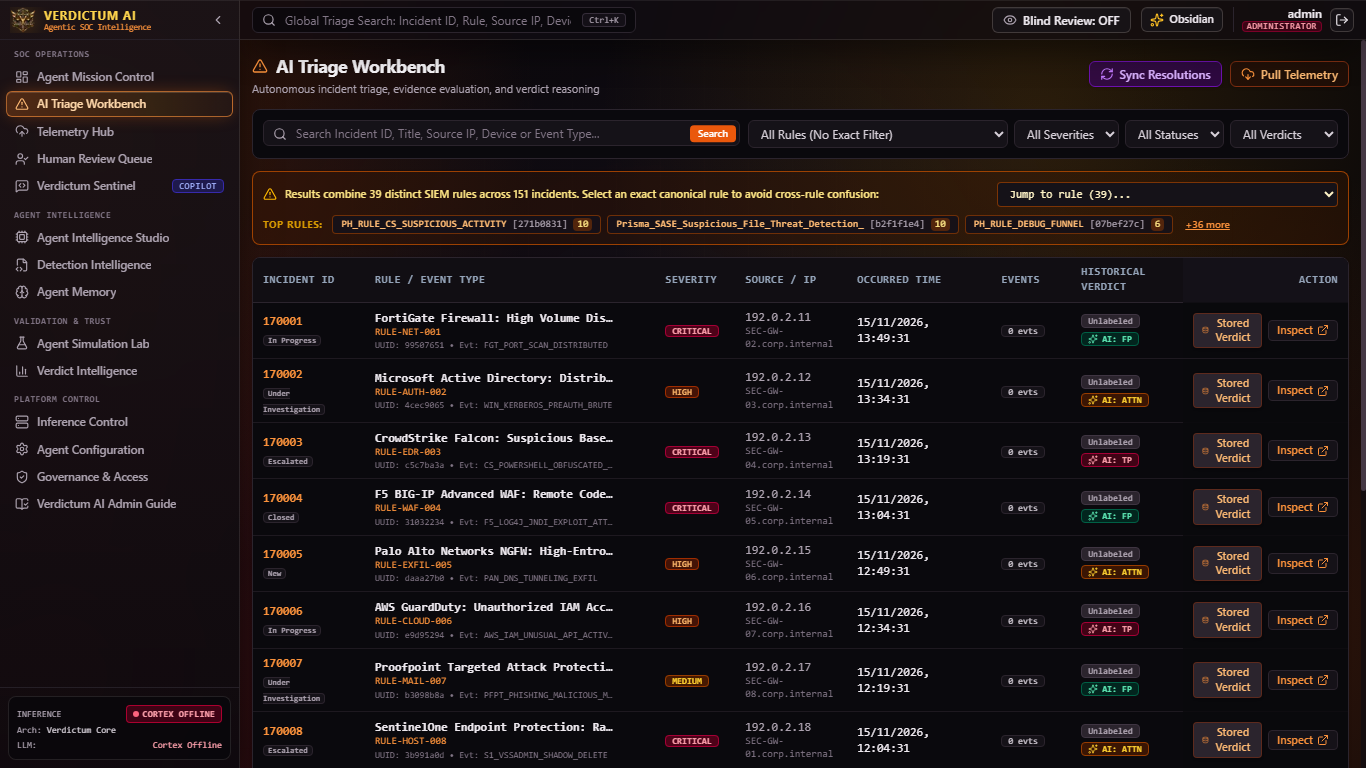 VERDICTUM AI
Agentic SOC Intelligence
Global Triage Search: Incident ID, Rule, Source IP, Devic
Ctrl+K
Blind Review: OFF
Obsidian
admin
ADMINISTRATOR
SOC OPERATIONS
Agent Mission Control
AI Triage Workbench
Telemetry Hub
Human Review Queue
Verdictum Sentinel
COPILOT
AGENT INTELLIGENCE
Agent Intelligence Studio
Detection Intelligence
Agent Memory
VALIDATION & TRUST
Agent Simulation Lab
Verdict Intelligence
PLATFORM CONTROL
Inference Control
Agent Configuration
Governance & Access
Verdictum AI Admin Guide
INFERENCE
CORTEX OFFLINE
Arch: Verdictum Core
LLM: Cortex Offline
AI Triage Workbench
Autonomous incident triage, evidence evaluation, and verdict reasoning
Sync Resolutions
Pull Telemetry
Search Incident ID, Title, Source IP, Device or Event Type...
Search
All Rules (No Exact Filter)
All Severities
All Statuses
All Verdicts
Results combine 39 distinct SIEM rules across 151 incidents. Select an exact canonical rule to avoid cross-rule confusion:
Jump to rule (39)...
TOP RULES: PH_RULE_CS_SUSPICIOUS_ACTIVITY [271b0831] 10 Prisma_SASE_Suspicious_File_Threat_Detection_ [b2f1f1e4] 10 PH_RULE_DEBUG_FUNNEL [07bef27c] 6 +36 more
INCIDENT ID RULE / EVENT TYPE SEVERITY SOURCE / IP OCCURRED TIME EVENTS HISTORICAL VERDICT ACTION
170001
In Progress
FortiGate Firewall: High Volume Dis…
RULE-NET-001
UUID: 99507651 • Evt: FGT_PORT_SCAN_DISTRIBUTED
CRITICAL
192.0.2.11
SEC-GW-
02.corp.internal
15/11/2026,
13:49:31
0 evts
Unlabeled
AI: FP
Stored
Verdict
Inspect
170002
Under
Investigation
Microsoft Active Directory: Distrib…
RULE-AUTH-002
UUID: 4cec9065 • Evt: WIN_KERBEROS_PREAUTH_BRUTE
HIGH
192.0.2.12
SEC-GW-
03.corp.internal
15/11/2026,
13:34:31
0 evts
Unlabeled
AI: ATTN
Stored
Verdict
Inspect
170003
Escalated
CrowdStrike Falcon: Suspicious Base…
RULE-EDR-003
UUID: c5c7ba3a • Evt: CS_POWERSHELL_OBFUSCATED_…
CRITICAL
192.0.2.13
SEC-GW-
04.corp.internal
15/11/2026,
13:19:31
0 evts
Unlabeled
AI: TP
Stored
Verdict
Inspect
170004
Closed
F5 BIG-IP Advanced WAF: Remote Code…
RULE-WAF-004
UUID: 31032234 • Evt: F5_LOG4J_JNDI_EXPLOIT_ATT…
CRITICAL
192.0.2.14
SEC-GW-
05.corp.internal
15/11/2026,
13:04:31
0 evts
Unlabeled
AI: FP
Stored
Verdict
Inspect
170005
New
Palo Alto Networks NGFW: High-Entro…
RULE-EXFIL-005
UUID: daaa27b0 • Evt: PAN_DNS_TUNNELING_EXFIL
HIGH
192.0.2.15
SEC-GW-
06.corp.internal
15/11/2026,
12:49:31
0 evts
Unlabeled
AI: ATTN
Stored
Verdict
Inspect
170006
In Progress
AWS GuardDuty: Unauthorized IAM Acc…
RULE-CLOUD-006
UUID: e9d95294 • Evt: AWS_IAM_UNUSUAL_API_ACTIV…
HIGH
192.0.2.16
SEC-GW-
07.corp.internal
15/11/2026,
12:34:31
0 evts
Unlabeled
AI: TP
Stored
Verdict
Inspect
170007
Under
Investigation
Proofpoint Targeted Attack Protecti…
RULE-MAIL-007
UUID: b3098b8a • Evt: PFPT_PHISHING_MALICIOUS_M…
MEDIUM
192.0.2.17
SEC-GW-
08.corp.internal
15/11/2026,
12:19:31
0 evts
Unlabeled
AI: FP
Stored
Verdict
Inspect
170008
Escalated
SentinelOne Endpoint Protection: Ra…
RULE-HOST-008
UUID: 3b991a0d • Evt: S1_VSSADMIN_SHADOW_DELETE
CRITICAL
192.0.2.18
SEC-GW-
01.corp.internal
15/11/2026,
12:04:31
0 evts
Unlabeled
AI: ATTN
Stored
Verdict
Inspect